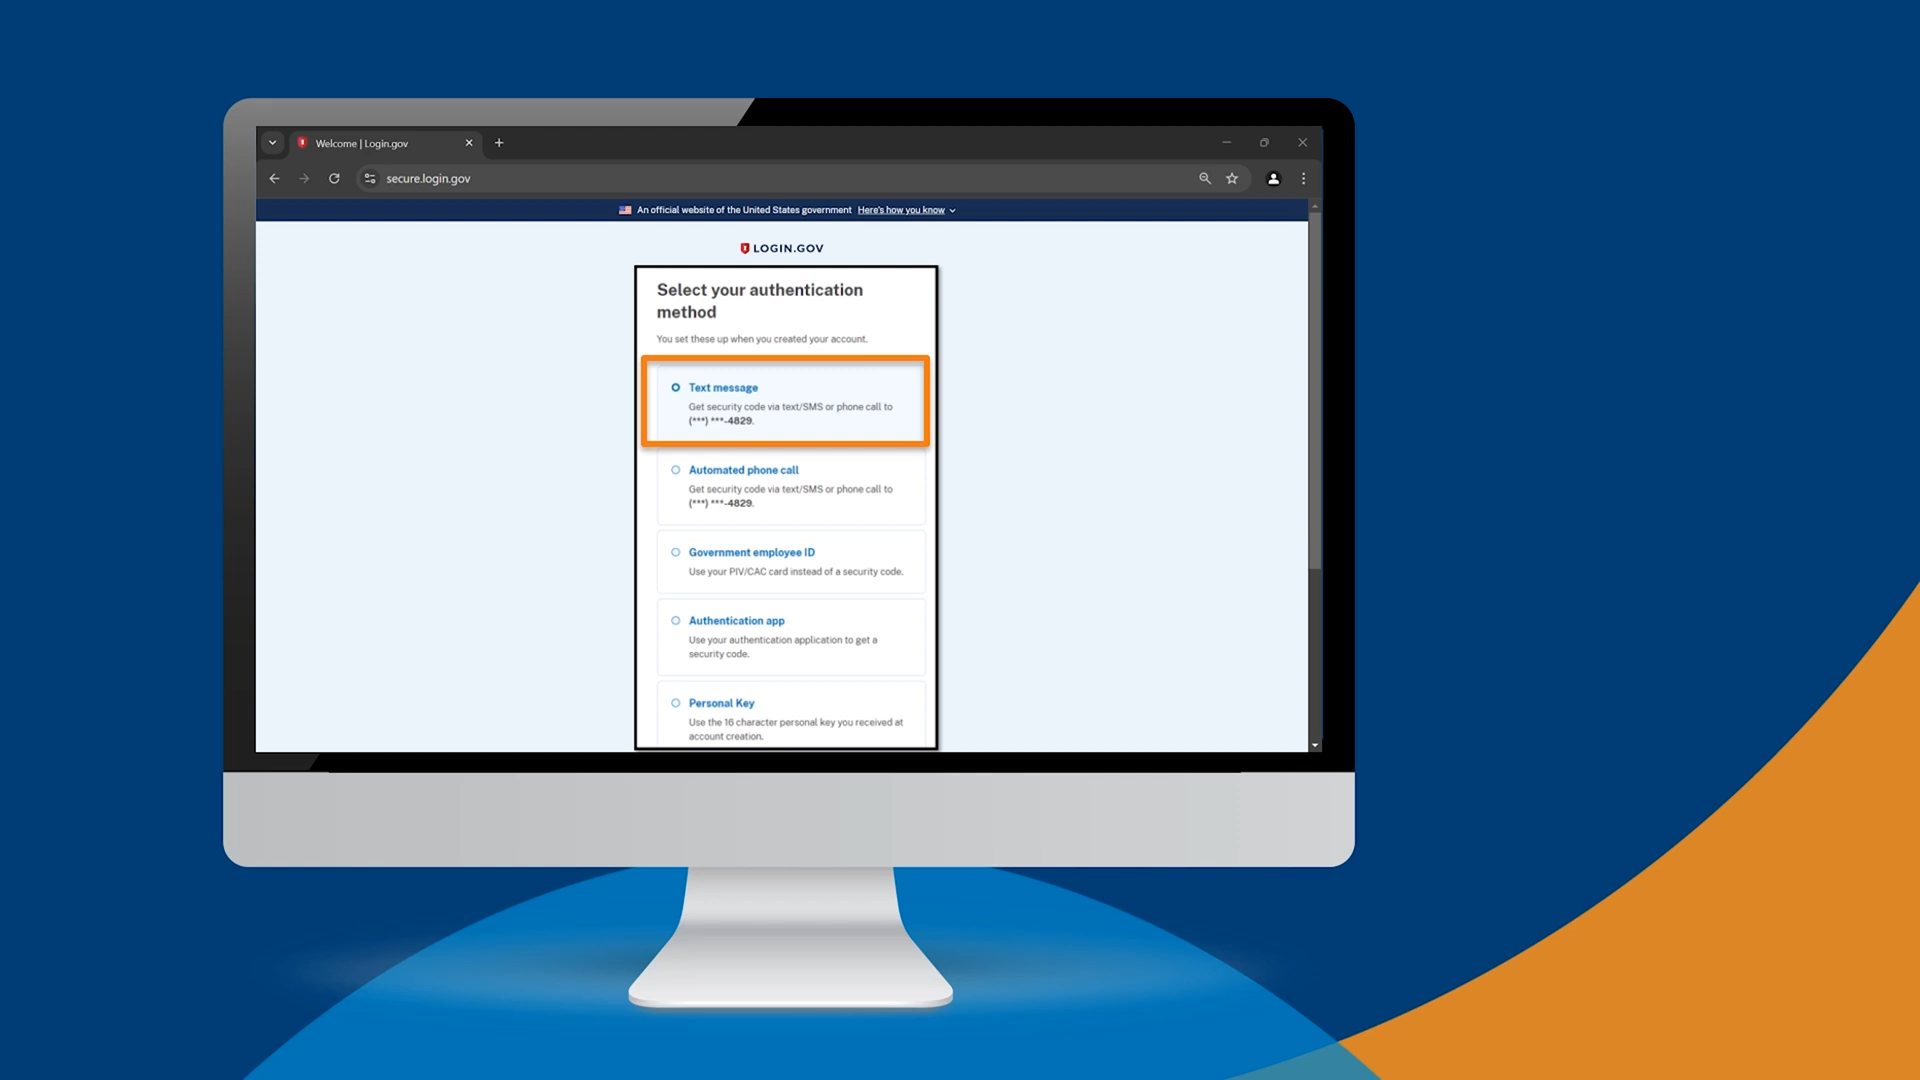 Welcome | Login.gov
secure.login.gov
An official website of the United States government Here's how you know
LOGIN.GOV
Select your authentication
method
You set these up when you created your account.
Text message
Get security code via text/SMS or phone call to
(***) ***-4829.
Automated phone call
Get security code via text/SMS or phone call to
(***) ***-4829.
Government employee ID
Use your PIV/CAC card instead of a security code.
Authentication app
Use your authentication application to get a
security code.
Personal Key
Use the 16 character personal key you received at
account creation.